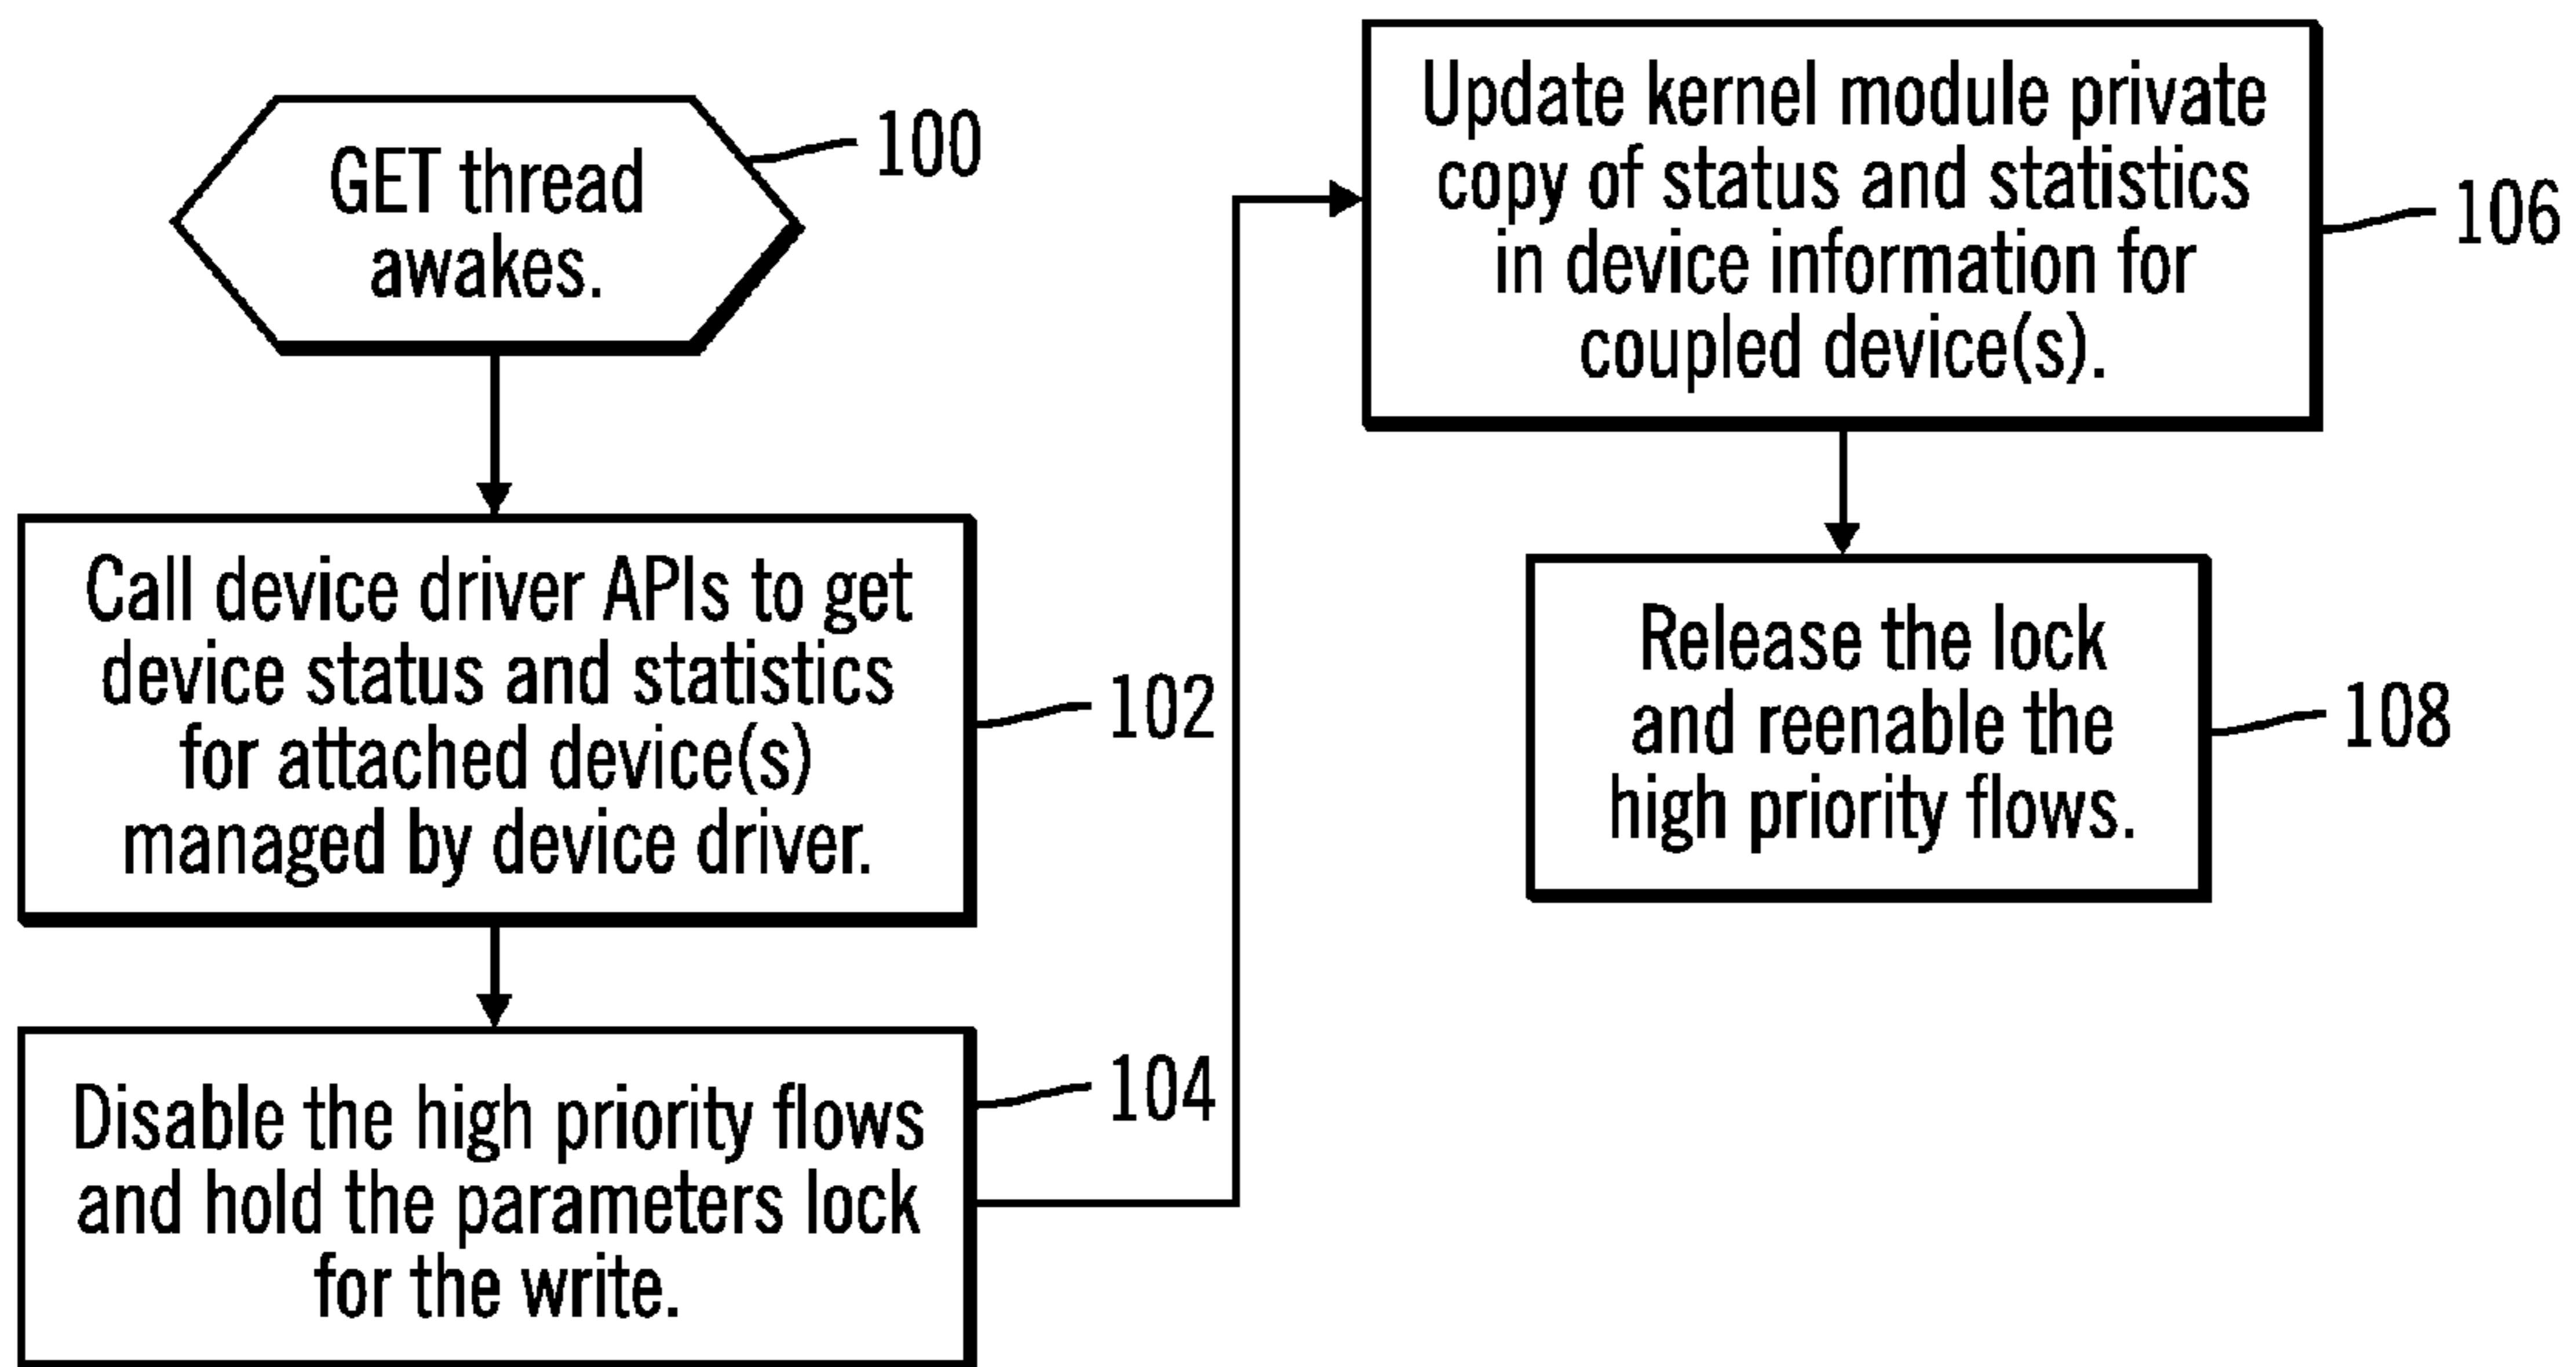 GET thread
awakes.
100
Call device driver APIs to get
device status and statistics
for attached device(s)
managed by device driver.
102
Disable the high priority flows
and hold the parameters lock
for the write.
104
Update kernel module private
copy of status and statistics
in device information for
coupled device(s).
106
Release the lock
and reenable the
high priority flows.
108